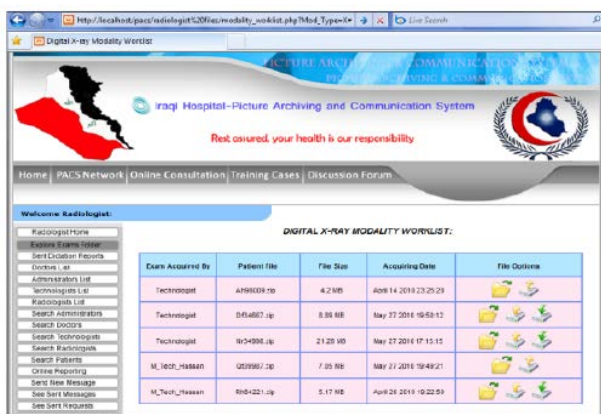 http://localhost/pacs/radiologist%20files/modality_worklist.php?Mod_Type=X
Live Search
Digital X-ray Modality Worklist
Iraqi Hospital-Picture Archiving and Communication System
Rest assured, your health is our responsibility
Home PACS Network Online Consultation Training Cases Discussion Forum
Welcome Radiologist:
Radiologist Home
Explore Exams Folder
Sent Dictation Reports
Doctors List
Administrators List
Technologists List
Radiologists List
Search Administrators
Search Doctors
Search Technologists
Search Radiologists
Search Patients
Online Reporting
Send New Message
See Sent Messages
See Sent Requests
DIGITAL X-RAY MODALITY WORKLIST:
Exam Acquired By Patient File File Size Acquiring Date File Options
Technologist 4.2 MB April 14 2010 23:25:20
Technologist 8.89 MB May 27 2010 19:50:12
Technologist 21.28 MB May 27 2010 17:15:15
M_Tech_Hassan 7.05 MB May 27 2010 19:49:21
M_Tech_Hassan 5.17 MB April 26 2010 19:22:59